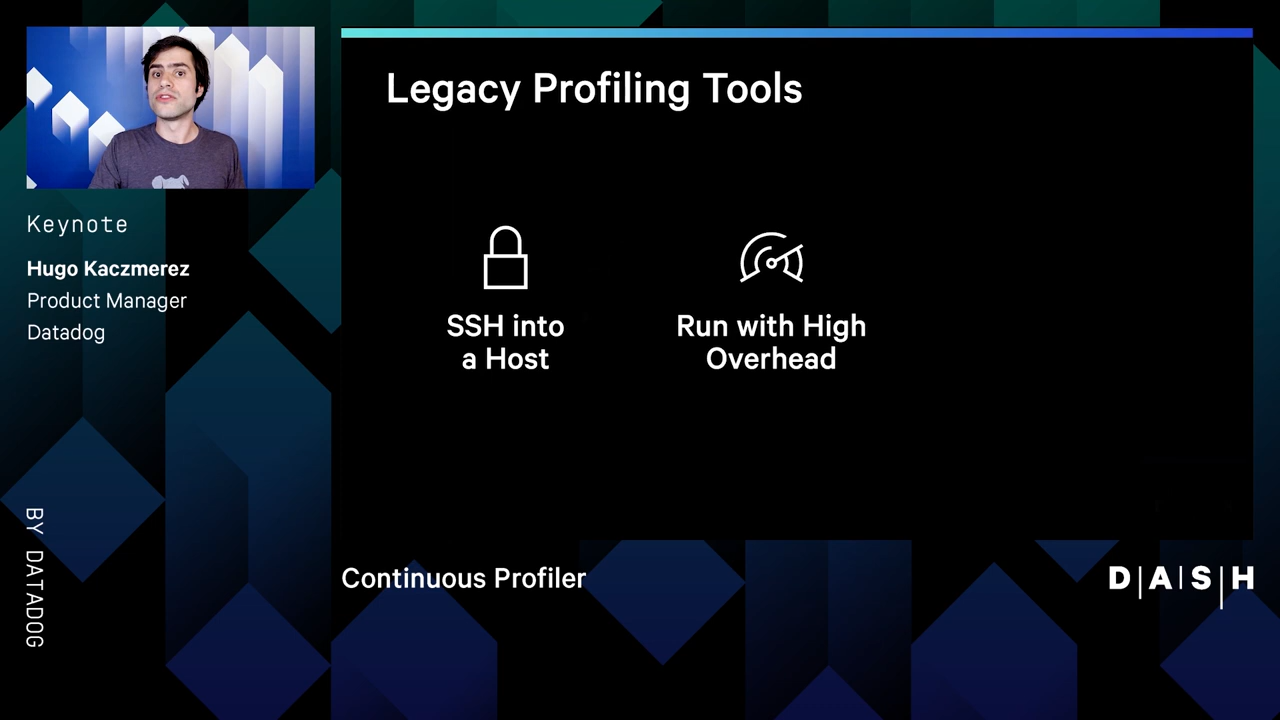 Legacy Profiling Tools
SSH into
a Host
Run with High
Overhead
Keynote
Hugo Kaczmerez
Product Manager
Datadog
BY DATADOG
Continuous Profiler
D|A|S|H